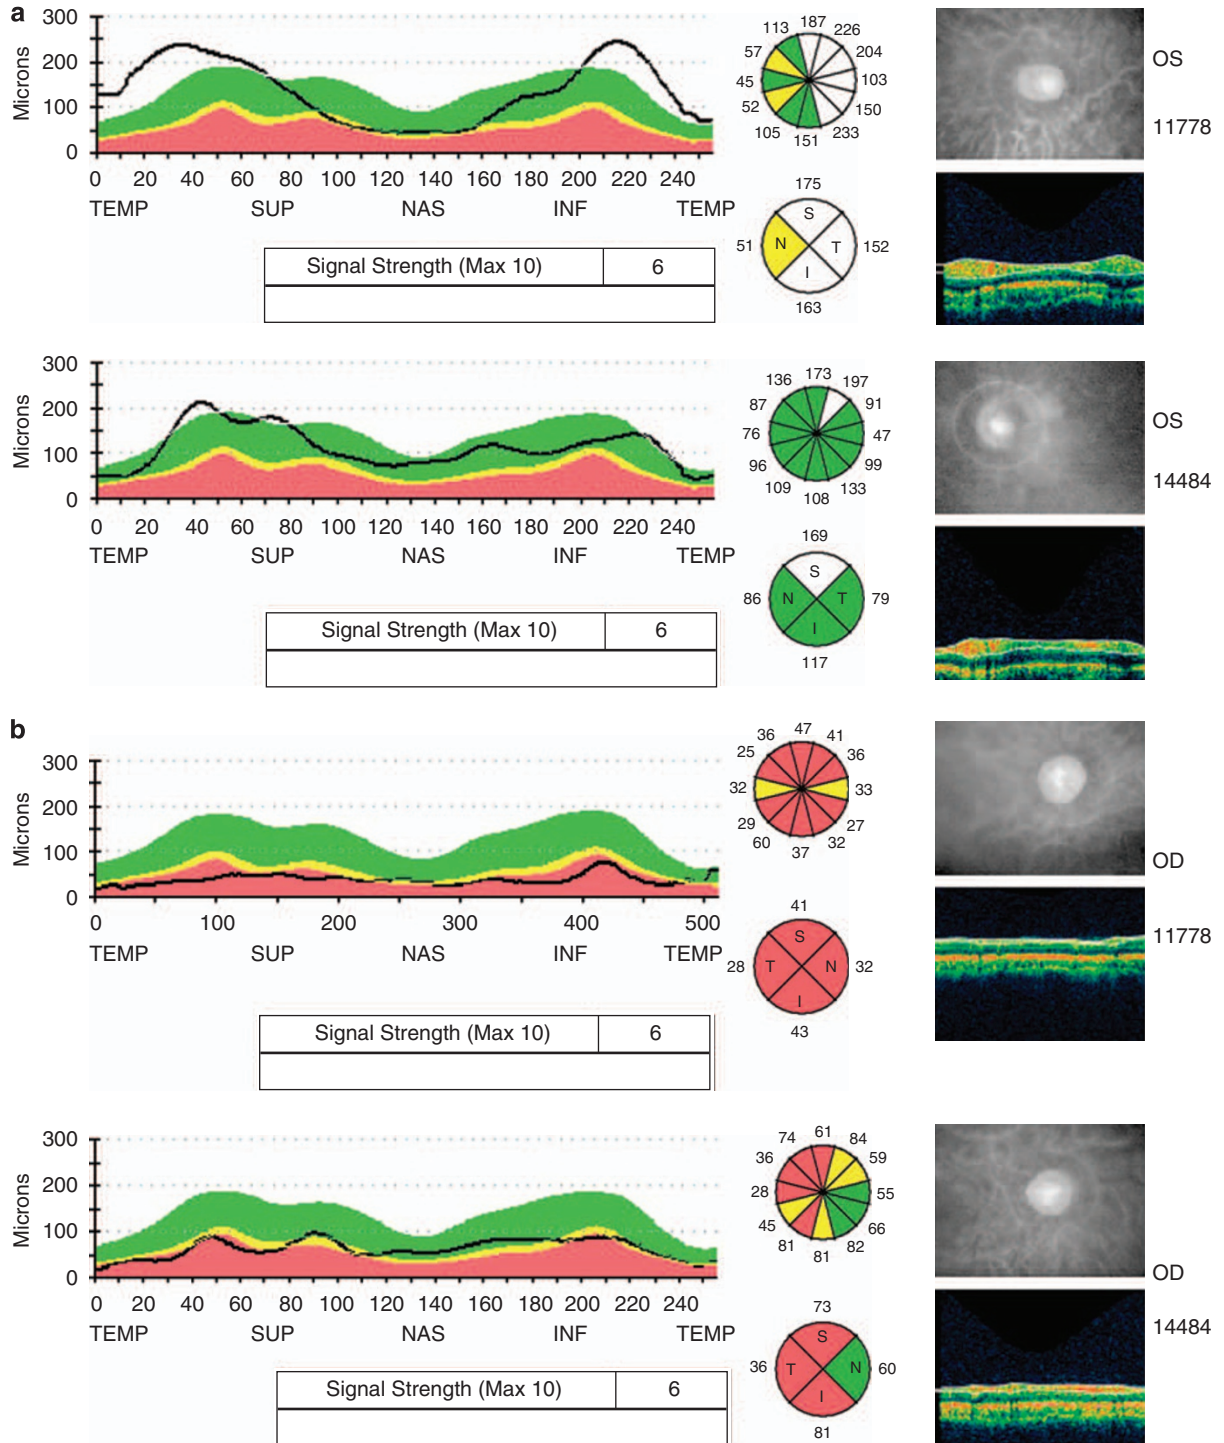 a
Microns
300
200
100
0
0 20 40 60 80 100 120 140 160 180 200 220 240
TEMP SUP NAS INF TEMP
Signal Strength (Max 10) 6
187
226
204
103
150
233
151
105
52
45
57
113
175
S
51 N T 152
I
163
OS
11778
Microns
300
200
100
0
0 20 40 60 80 100 120 140 160 180 200 220 240
TEMP SUP NAS INF TEMP
Signal Strength (Max 10) 6
173
197
91
47
99
133
108
109
96
76
87
136
169
S
86 N T 79
I
117
OS
14484
b
Microns
300
200
100
0
0 100 200 300 400 500
TEMP SUP NAS INF TEMP
Signal Strength (Max 10) 6
47
41
36
33
27
32
37
60
29
32
25
36
41
S
28 T N 32
I
43
OD
11778
Microns
300
200
100
0
0 20 40 60 80 100 120 140 160 180 200 220 240
TEMP SUP NAS INF TEMP
Signal Strength (Max 10) 6
61
84
59
55
66
82
81
81
45
28
36
74
73
S
36 T N 60
I
81
OD
14484